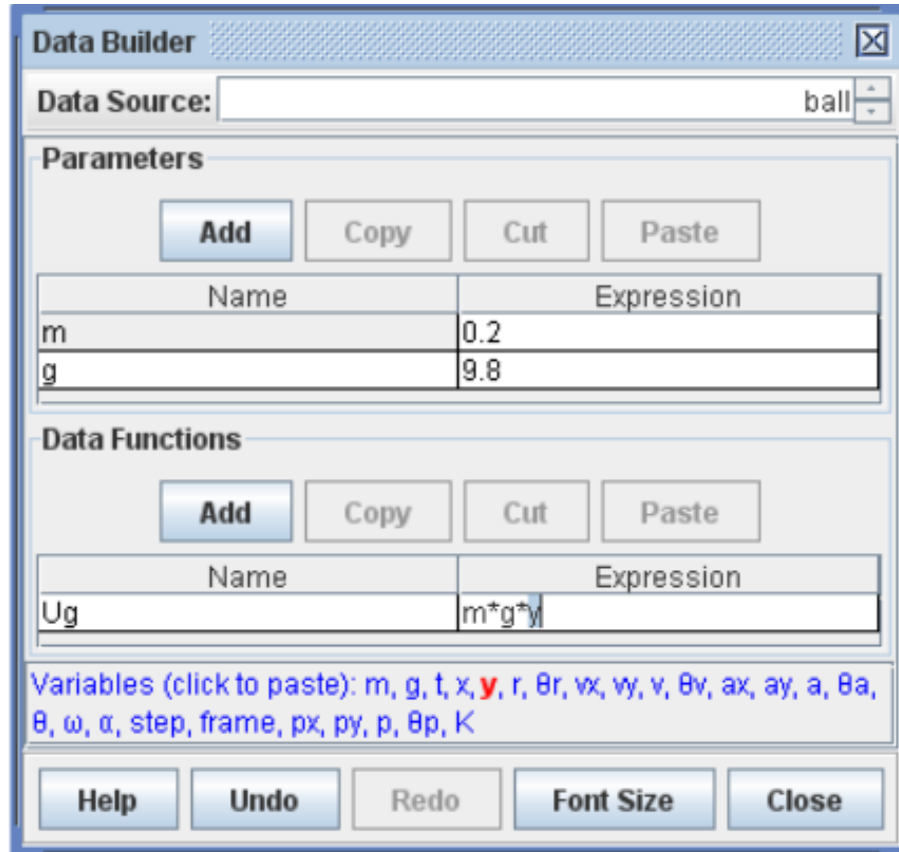 Data Builder
Data Source: ball
Parameters
Add Copy Cut Paste
Name Expression
m 0.2
g 9.8
Data Functions
Add Copy Cut Paste
Name Expression
Ug m*g*y
Variables (click to paste): m, g, t, x, y, r, θr, vx, vy, v, θv, ax, ay, a, θa,
θ, ω, α, step, frame, px, py, p, θp, K
Help Undo Redo Font Size Close